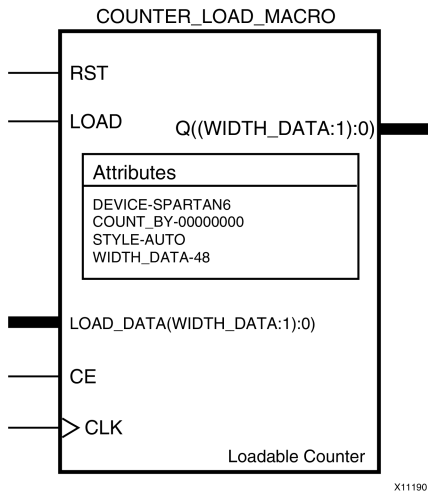 COUNTER_LOAD_MACRO
RST
LOAD
Q((WIDTH_DATA:1):0)
Attributes
DEVICE-SPARTAN6
COUNT_BY-00000000
STYLE-AUTO
WIDTH_DATA-48
LOAD_DATA(WIDTH_DATA:1):0)
CE
CLK
Loadable Counter
X11190